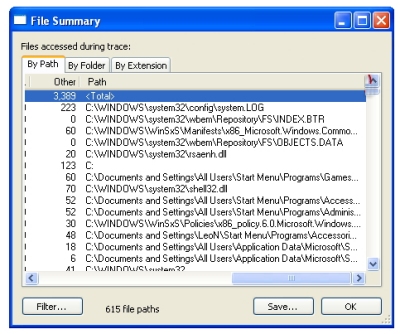 File Summary
Files accessed during trace:
By Path By Folder By Extension
Other Path
3,389 <Total>
223 C:\WINDOWS\system32\config\system.LOG
0 C:\WINDOWS\system32\wbem\Repository\FS\INDEX.BTR
60 C:\WINDOWS\WinSxS\Manifests\x86_Microsoft.Windows.Commo...
0 C:\WINDOWS\system32\wbem\Repository\FS\OBJECTS.DATA
20 C:\WINDOWS\system32\rsaenh.dll
123 C:
60 C:\Documents and Settings\All Users\Start Menu\Programs\Games...
70 C:\WINDOWS\system32\shell32.dll
52 C:\Documents and Settings\All Users\Start Menu\Programs\Access...
52 C:\Documents and Settings\All Users\Start Menu\Programs\Adminis...
30 C:\WINDOWS\WinSxS\Policies\x86_policy.6.0.Microsoft.Windows....
48 C:\Documents and Settings\LeoN\Start Menu\Programs\Accessori...
18 C:\Documents and Settings\All Users\Application Data\Microsoft\S...
6 C:\Documents and Settings\All Users\Application Data\Microsoft\S...
41 C:\WINDOWS\system32
Filter... 615 file paths Save... OK